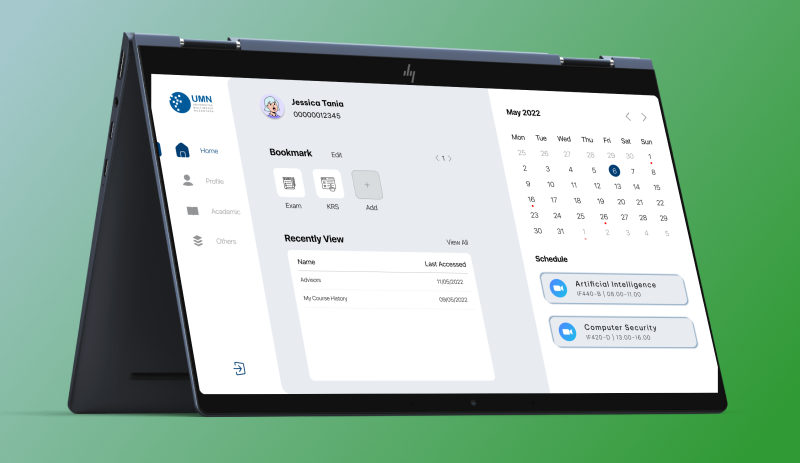 hp
UMN
Home
Profile
Academic
Others
Jessica Tania
00000012345
Bookmark Edit
1
Exam KRS Add
Recently View View All
Name Last Accessed
Advisors 11/05/2022
My Course History 09/05/2022
May 2022
Mon Tue Wed Thu Fri Sat Sun
25 26 27 28 29 30 1
2 3 4 5 6 7 8
9 10 11 12 13 14 15
16 17 18 19 20 21 22
23 24 25 26 27 28 29
30 31 1 2 3 4 5
Schedule
Artificial Intelligence
IF440-B | 08.00-11.00
Computer Security
IF420-D | 13.00-16.00